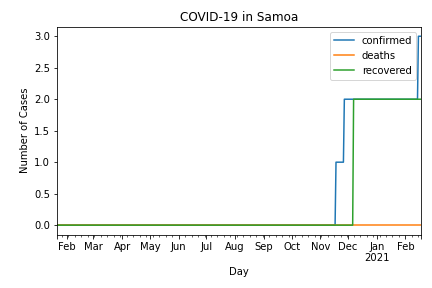 COVID-19 in Samoa
Number of Cases
3.0
2.5
2.0
1.5
1.0
0.5
0.0
confirmed
deaths
recovered
Feb Mar Apr May Jun Jul Aug Sep Oct Nov Dec Jan Feb
2021
Day